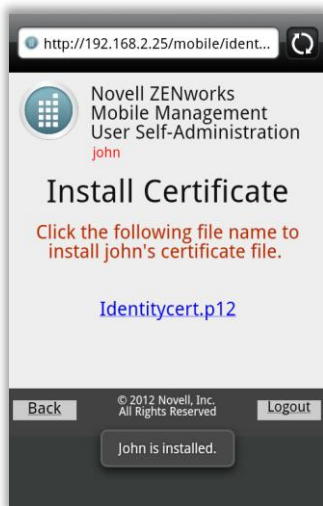 http://192.168.2.25/mobile/ident...
Novell ZENworks
Mobile Management
User Self-Administration
john
Install Certificate
Click the following file name to
install john's certificate file.
Identitycert.p12
Back
© 2012 Novell, Inc.
All Rights Reserved
Logout
John is installed.